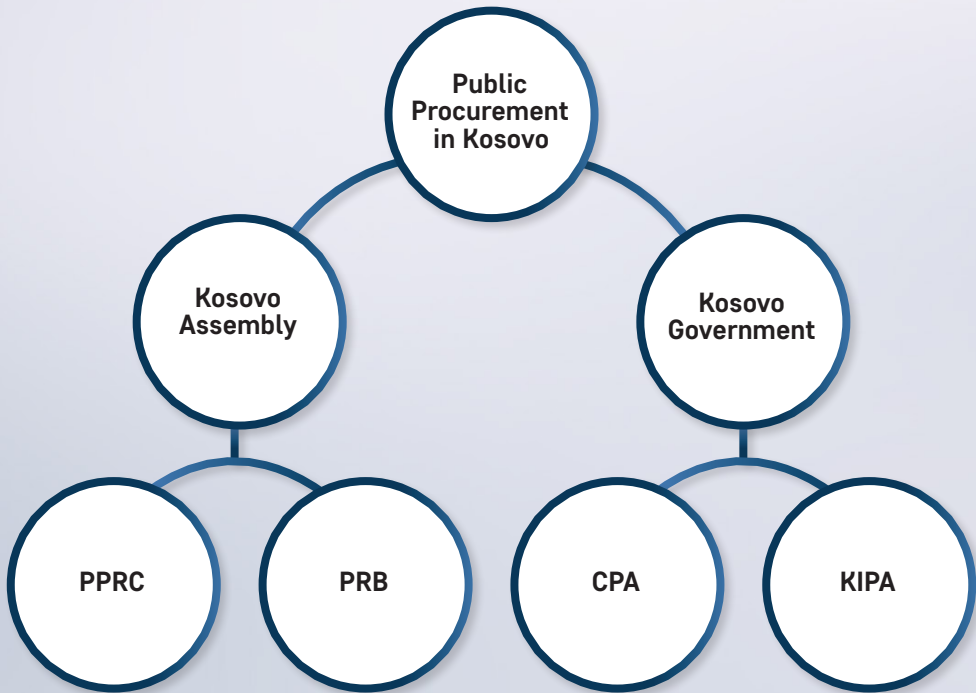 Public
Procurement
in Kosovo
Kosovo
Assembly
Kosovo
Government
PPRC
PRB
CPA
KIPA